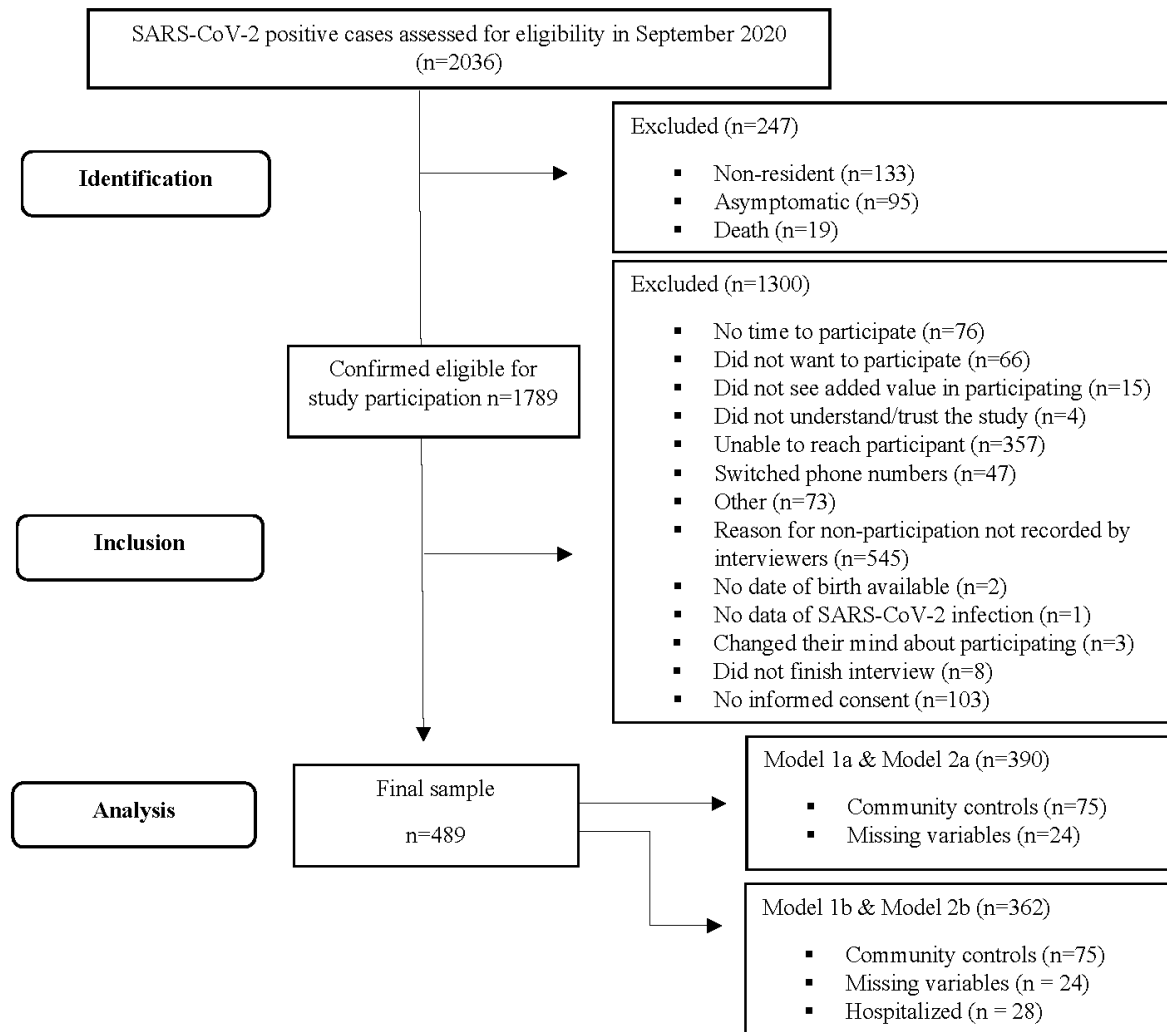 SARS-CoV-2 positive cases assessed for eligibility in September 2020
(n=2036)
Identification
Excluded (n=247)
▪ Non-resident (n=133)
▪ Asymptomatic (n=95)
▪ Death (n=19)
Confirmed eligible for
study participation n=1789
Inclusion
Excluded (n=1300)
▪ No time to participate (n=76)
▪ Did not want to participate (n=66)
▪ Did not see added value in participating (n=15)
▪ Did not understand/trust the study (n=4)
▪ Unable to reach participant (n=357)
▪ Switched phone numbers (n=47)
▪ Other (n=73)
▪ Reason for non-participation not recorded by
interviewers (n=545)
▪ No date of birth available (n=2)
▪ No data of SARS-CoV-2 infection (n=1)
▪ Changed their mind about participating (n=3)
▪ Did not finish interview (n=8)
▪ No informed consent (n=103)
Analysis
Final sample
n=489
Model 1a & Model 2a (n=390)
▪ Community controls (n=75)
▪ Missing variables (n=24)
Model 1b & Model 2b (n=362)
▪ Community controls (n=75)
▪ Missing variables (n = 24)
▪ Hospitalized (n = 28)